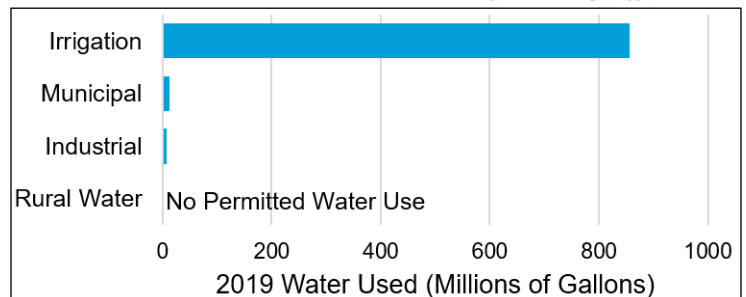 Irrigation
Municipal
Industrial
Rural Water No Permitted Water Use
0 200 400 600 800 1000
2019 Water Used (Millions of Gallons)